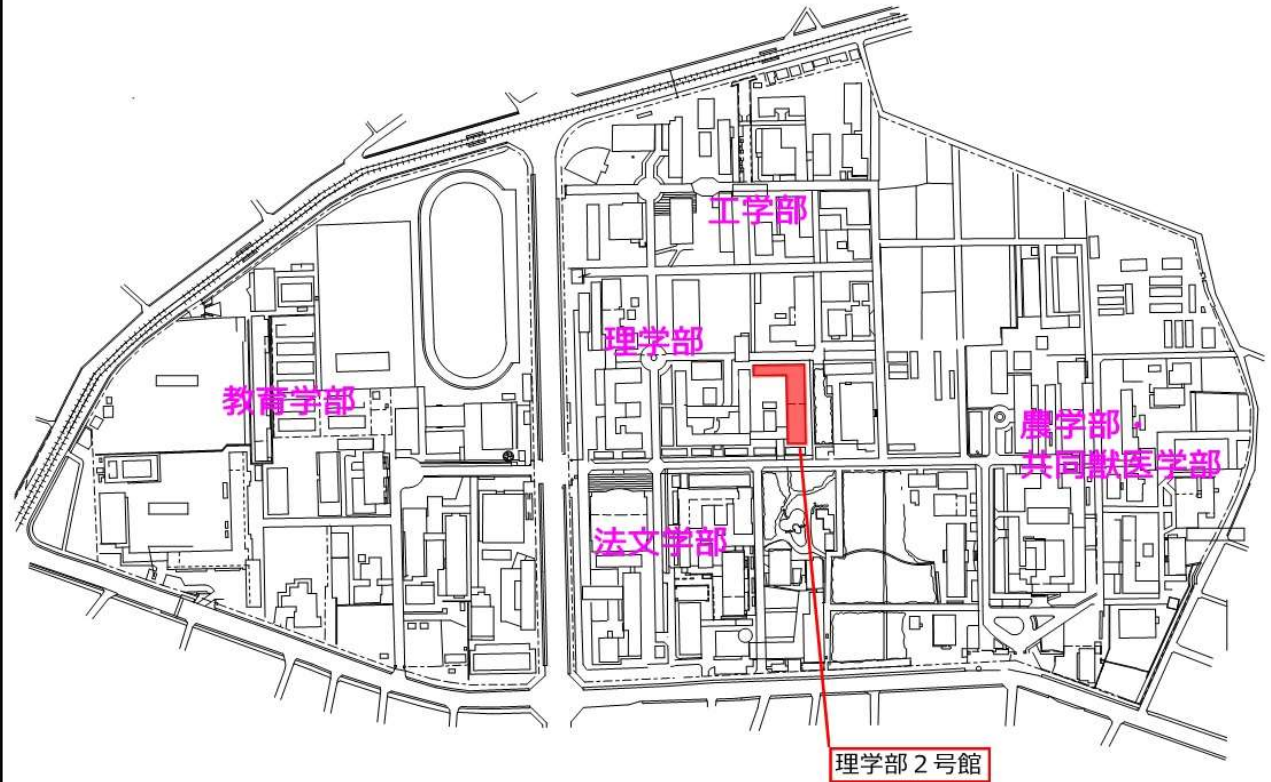 工学部
理学部
教育学部
農学部・
共同獣医学部
法文学部
理学部２号館